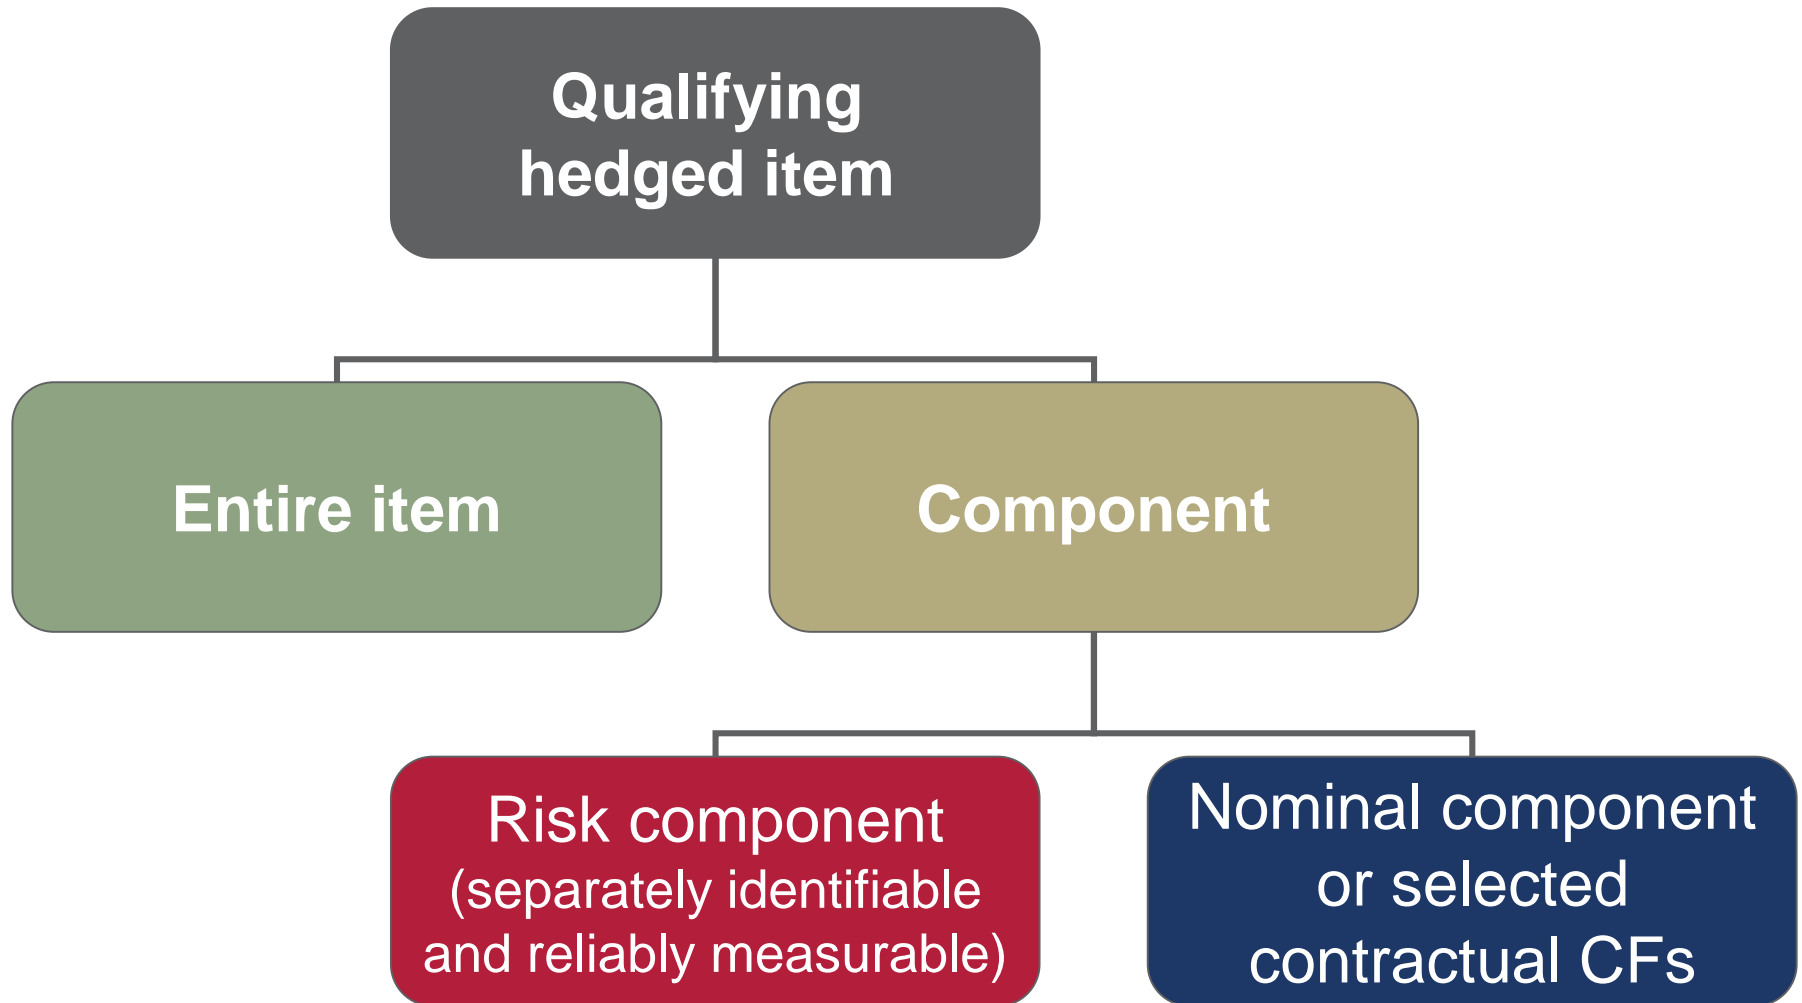 Qualifying
hedged item
Entire item
Component
Risk component
(separately identifiable
and reliably measurable)
Nominal component
or selected
contractual CFs